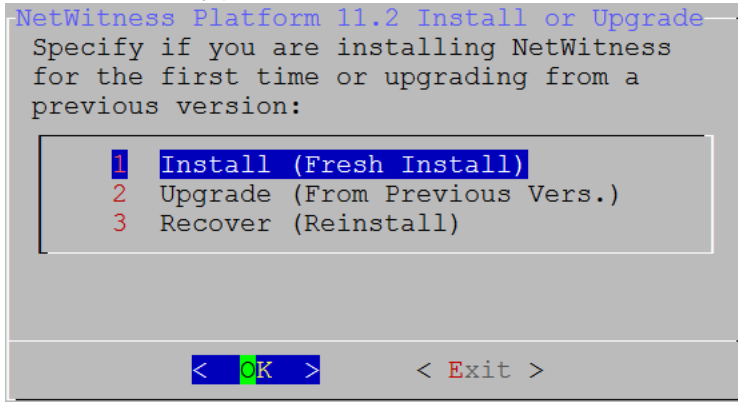 NetWitness Platform 11.2 Install or Upgrade
Specify if you are installing NetWitness
for the first time or upgrading from a
previous version:
1 Install (Fresh Install)
2 Upgrade (From Previous Vers.)
3 Recover (Reinstall)
< OK > < Exit >